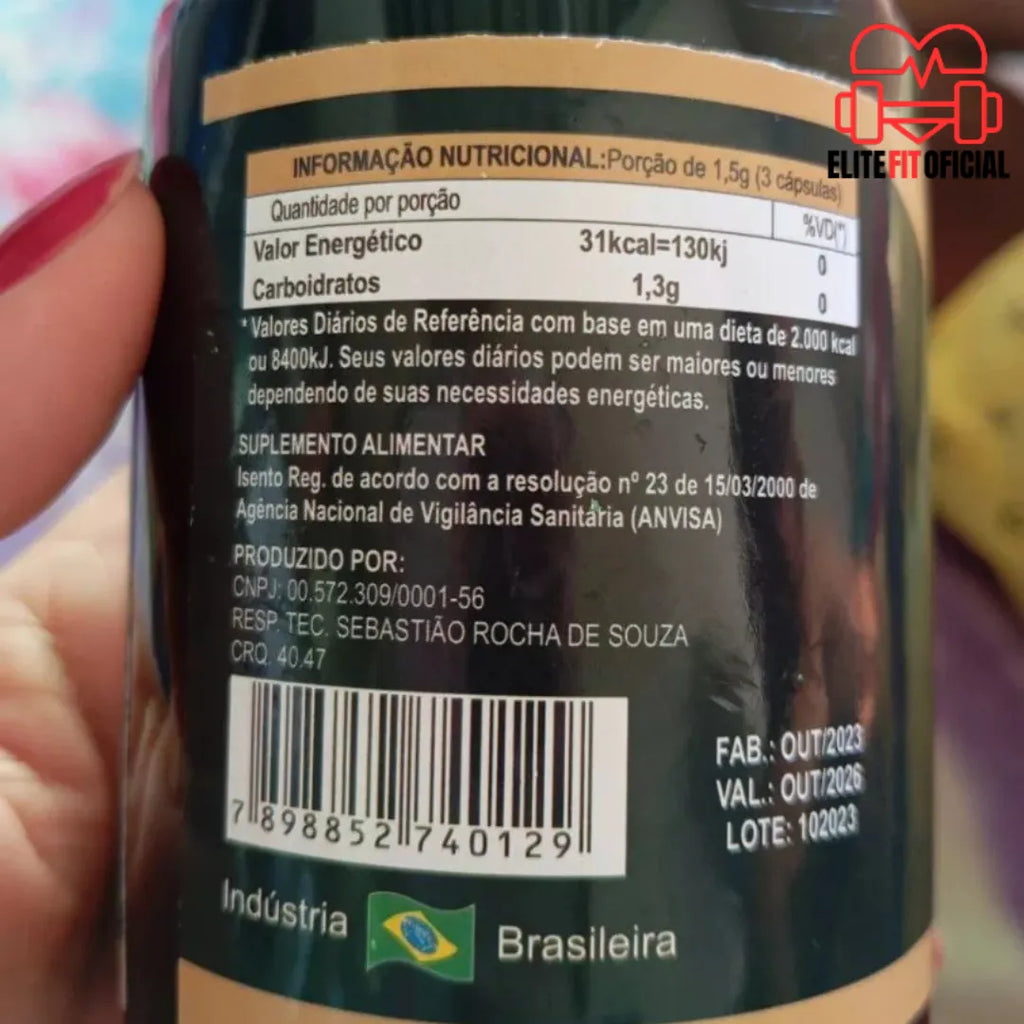 ELITEFITOFICIAL
INFORMAÇÃO NUTRICIONAL:Porção de 1,5g (3 cápsulas)
Quantidade por porção %VD(*)
Valor Energético 31kcal=130kj 0
Carboidratos 1,3g 0
* Valores Diários de Referência com base em uma dieta de 2.000 kcal
ou 8400kJ. Seus valores diários podem ser maiores ou menores
dependendo de suas necessidades energéticas.
SUPLEMENTO ALIMENTAR
Isento Reg. de acordo com a resolução nº 23 de 15/03/2000 de
Agência Nacional de Vigilância Sanitária (ANVISA)
PRODUZIDO POR:
CNPJ: 00.572.309/0001-56
RESP. TEC. SEBASTIÃO ROCHA DE SOUZA
CRQ. 40.47
7 898852 740129
FAB.: OUT/2023
VAL.: OUT/2026
LOTE: 102023
Indústria Brasileira